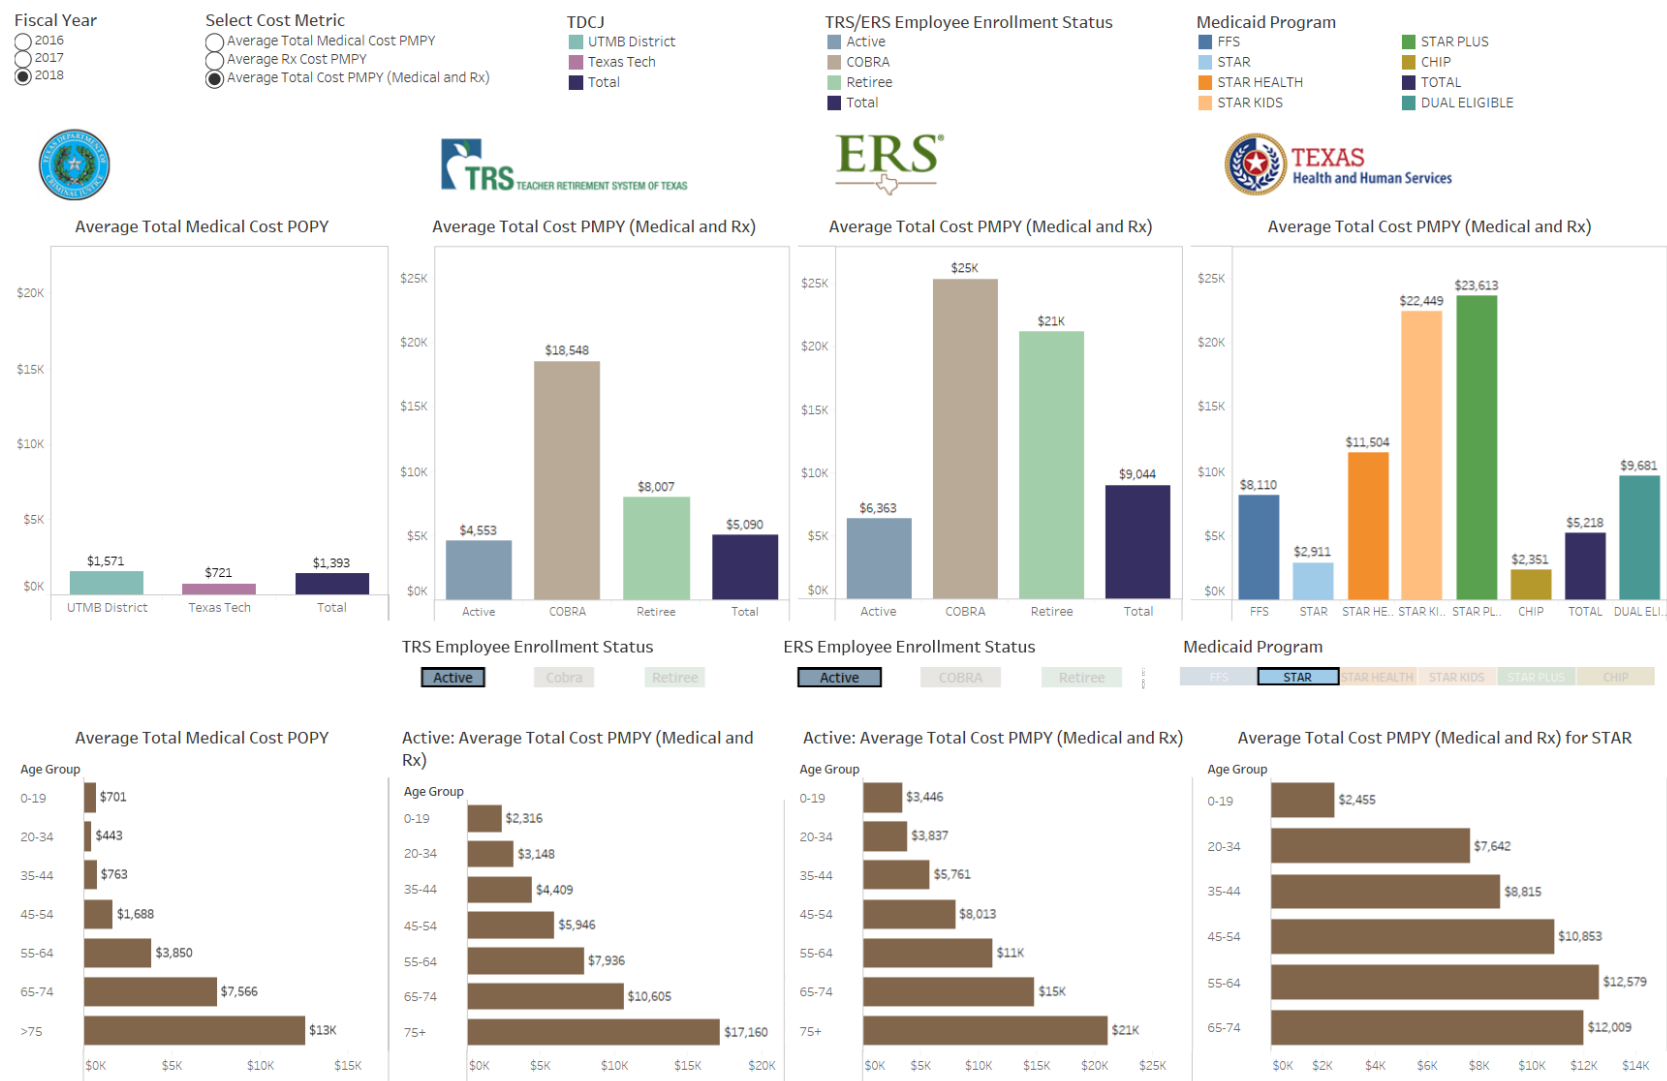 Fiscal Year
2016
2017
2018
Select Cost Metric
Average Total Medical Cost PMPY
Average Rx Cost PMPY
Average Total Cost PMPY (Medical and Rx)
TDCJ
UTMB District
Texas Tech
Total
TRS/ERS Employee Enrollment Status
Active
COBRA
Retiree
Total
Medicaid Program
FFS
STAR
STAR HEALTH
STAR KIDS
STAR PLUS
CHIP
TOTAL
DUAL ELIGIBLE
TEXAS DEPARTMENT OF CRIMINAL JUSTICE
TRS TEACHER RETIREMENT SYSTEM OF TEXAS
ERS®
TEXAS
Health and Human Services
Average Total Medical Cost POPY
$20K
$15K
$10K
$5K
$0K
$1,571
$721
$1,393
UTMB District
Texas Tech
Total
Average Total Cost PMPY (Medical and Rx)
$25K
$20K
$15K
$10K
$5K
$0K
$4,553
$18,548
$8,007
$5,090
Active
COBRA
Retiree
Total
Average Total Cost PMPY (Medical and Rx)
$25K
$20K
$15K
$10K
$5K
$0K
$6,363
$25K
$21K
$9,044
Active
COBRA
Retiree
Total
Average Total Cost PMPY (Medical and Rx)
$25K
$20K
$15K
$10K
$5K
$0K
$8,110
$2,911
$11,504
$22,449
$23,613
$2,351
$5,218
$9,681
FFS
STAR
STAR HE..
STAR KI..
STAR PL..
CHIP
TOTAL
DUAL ELI..
TRS Employee Enrollment Status
Active
Cobra
Retiree
ERS Employee Enrollment Status
Active
COBRA
Retiree
Medicaid Program
FFS
STAR
STAR HEALTH
STAR KIDS
STAR PLUS
CHIP
Average Total Medical Cost POPY
Age Group
0-19
$701
20-34
$443
35-44
$763
45-54
$1,688
55-64
$3,850
65-74
$7,566
>75
$13K
$0K
$5K
$10K
$15K
Active: Average Total Cost PMPY (Medical and
Rx)
Age Group
0-19
$2,316
20-34
$3,148
35-44
$4,409
45-54
$5,946
55-64
$7,936
65-74
$10,605
75+
$17,160
$0K
$5K
$10K
$15K
$20K
Active: Average Total Cost PMPY (Medical and Rx)
Age Group
0-19
$3,446
20-34
$3,837
35-44
$5,761
45-54
$8,013
55-64
$11K
65-74
$15K
75+
$21K
$0K
$5K
$10K
$15K
$20K
$25K
Average Total Cost PMPY (Medical and Rx) for STAR
Age Group
0-19
$2,455
20-34
$7,642
35-44
$8,815
45-54
$10,853
55-64
$12,579
65-74
$12,009
$0K
$2K
$4K
$6K
$8K
$10K
$12K
$14K